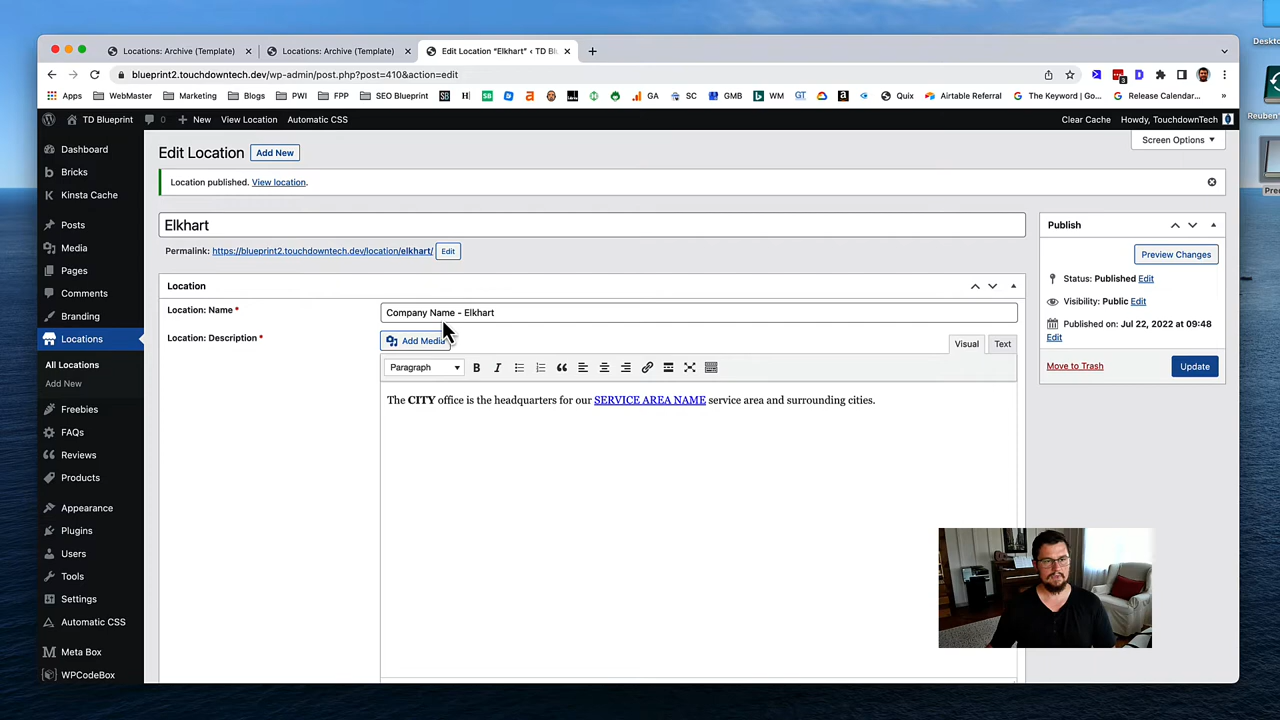 Deskto
Locations: Archive (Template)
Locations: Archive (Template)
Edit Location "Elkhart" < TD Bl
blueprint2.touchdowntech.dev/wp-admin/post.php?post=410&action=edit
Apps
WebMaster
Marketing
Blogs
PWI
FPP
SEO Blueprint
GA
SC
GMB
WM
GT
Quix
Airtable Referral
The Keyword | Go...
Release Calendar...
»
Reuben'
TD Blueprint
0
New
View Location
Automatic CSS
Clear Cache
Howdy, TouchdownTech
Screen Options
Dashboard
Bricks
Kinsta Cache
Posts
Media
Pages
Comments
Branding
Locations
All Locations
Add New
Freebies
FAQs
Reviews
Products
Appearance
Plugins
Users
Tools
Settings
Automatic CSS
Meta Box
WPCodeBox
Edit Location
Add New
Location published. View location.
Elkhart
Permalink: https://blueprint2.touchdowntech.dev/location/elkhart/ Edit
Location
Location: Name *
Company Name - Elkhart
Location: Description *
Add Media
Visual
Text
Paragraph
B
I
The CITY office is the headquarters for our SERVICE AREA NAME service area and surrounding cities.
Publish
Preview Changes
Status: Published Edit
Visibility: Public Edit
Published on: Jul 22, 2022 at 09:48
Edit
Move to Trash
Update